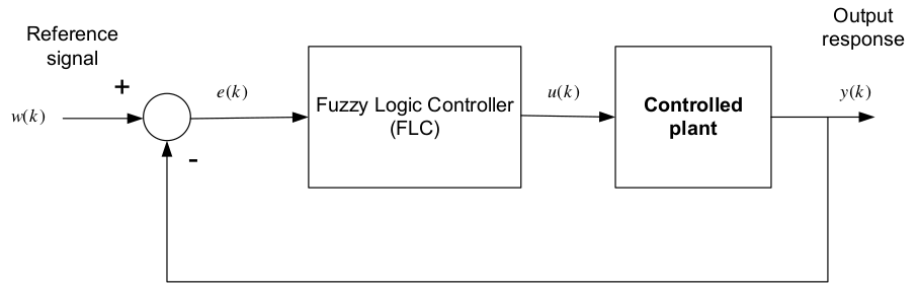 Reference
signal
+
w(k)
-
e(k)
Fuzzy Logic Controller
(FLC)
u(k)
Controlled
plant
Output
response
y(k)